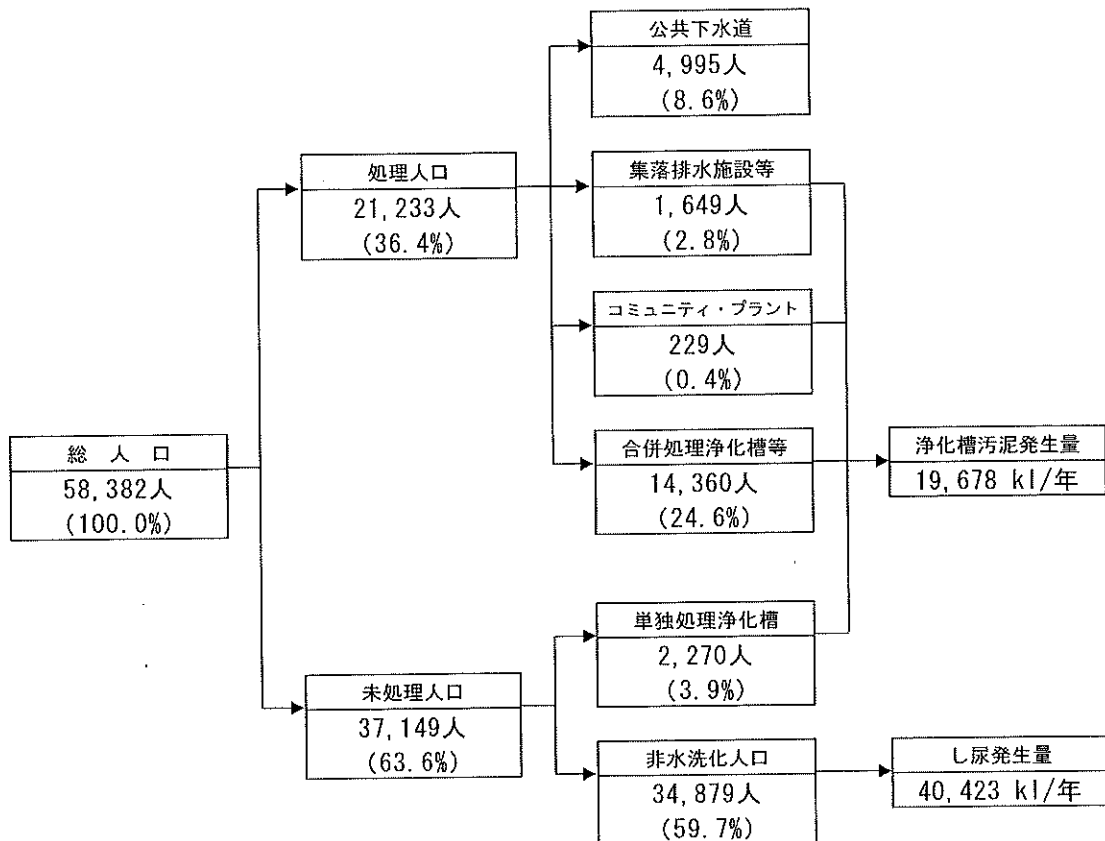 総人口
58,382人
(100.0%)
処理人口
21,233人
(36.4%)
未処理人口
37,149人
(63.6%)
公共下水道
4,995人
(8.6%)
集落排水施設等
1,649人
(2.8%)
コミュニティ・プラント
229人
(0.4%)
合併処理浄化槽等
14,360人
(24.6%)
単独処理浄化槽
2,270人
(3.9%)
非水洗化人口
34,879人
(59.7%)
浄化槽汚泥発生量
19,678 kl/年
し尿発生量
40,423 kl/年